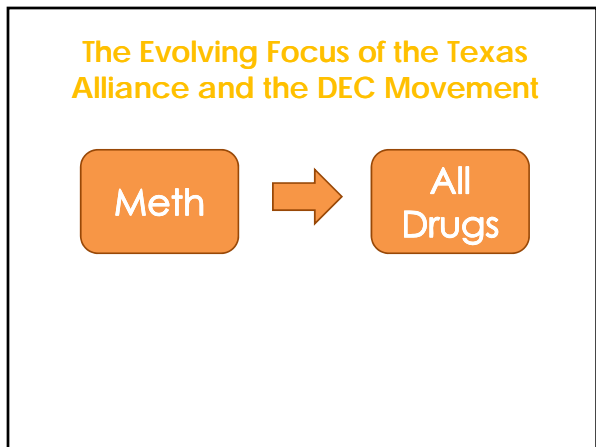 The Evolving Focus of the Texas
Alliance and the DEC Movement
Meth
All
Drugs